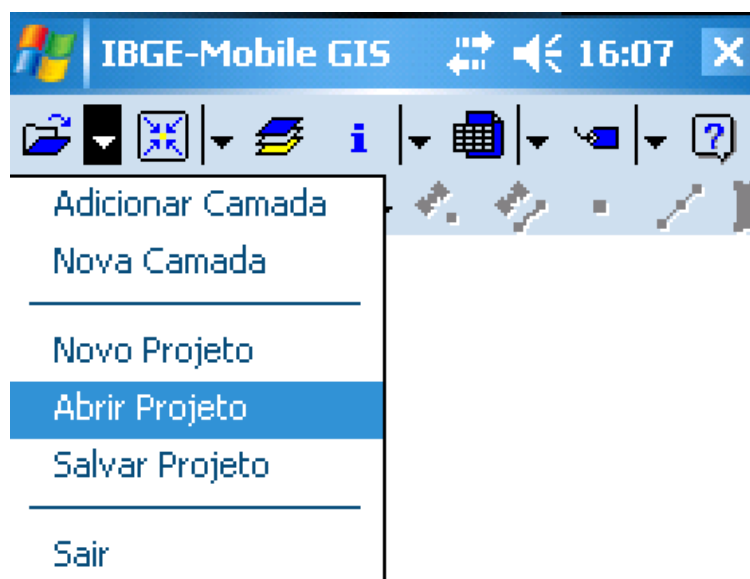 IBGE-Mobile GIS 16:07
Adicionar Camada
Nova Camada
Novo Projeto
Abrir Projeto
Salvar Projeto
Sair